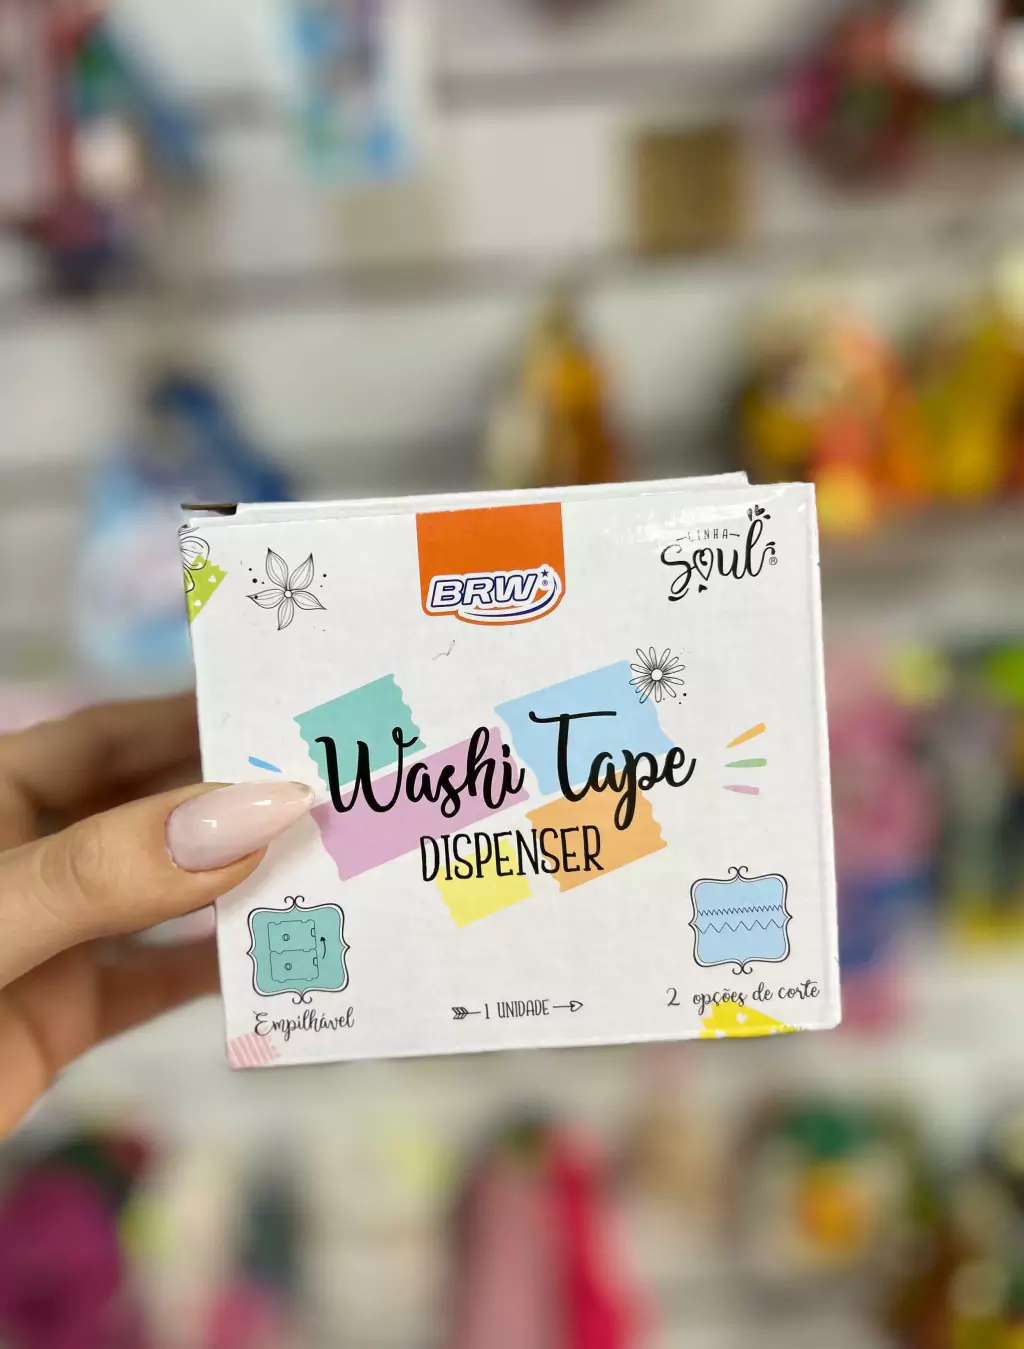 BRW®
LINHA
Soul®
Washi Tape
DISPENSER
Empilhável
1 UNIDADE
2 opções de corte